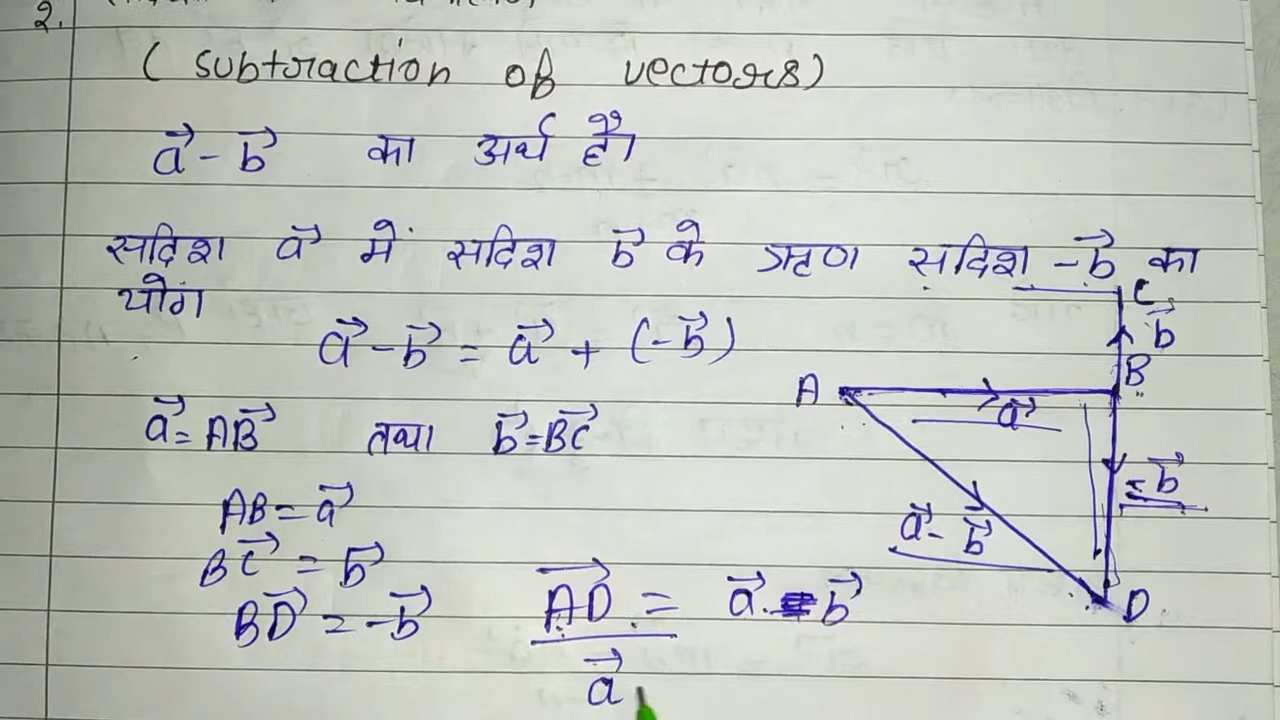 2.
(subtraction of vectors)
a⃗ - b⃗ का अर्थ है।
सदिश a⃗ में सदिश b⃗ के ऋण सदिश -b⃗ का
योग
a⃗ - b⃗ = a⃗ + (-b⃗)
a⃗ = AB⃗ तथा b⃗ = BC⃗
AB = a⃗
BC⃗ = b⃗
BD⃗ = -b⃗
AD⃗ = a⃗ - b⃗
a⃗
C
b⃗
B
A
a⃗
-b⃗
a⃗ - b⃗
D